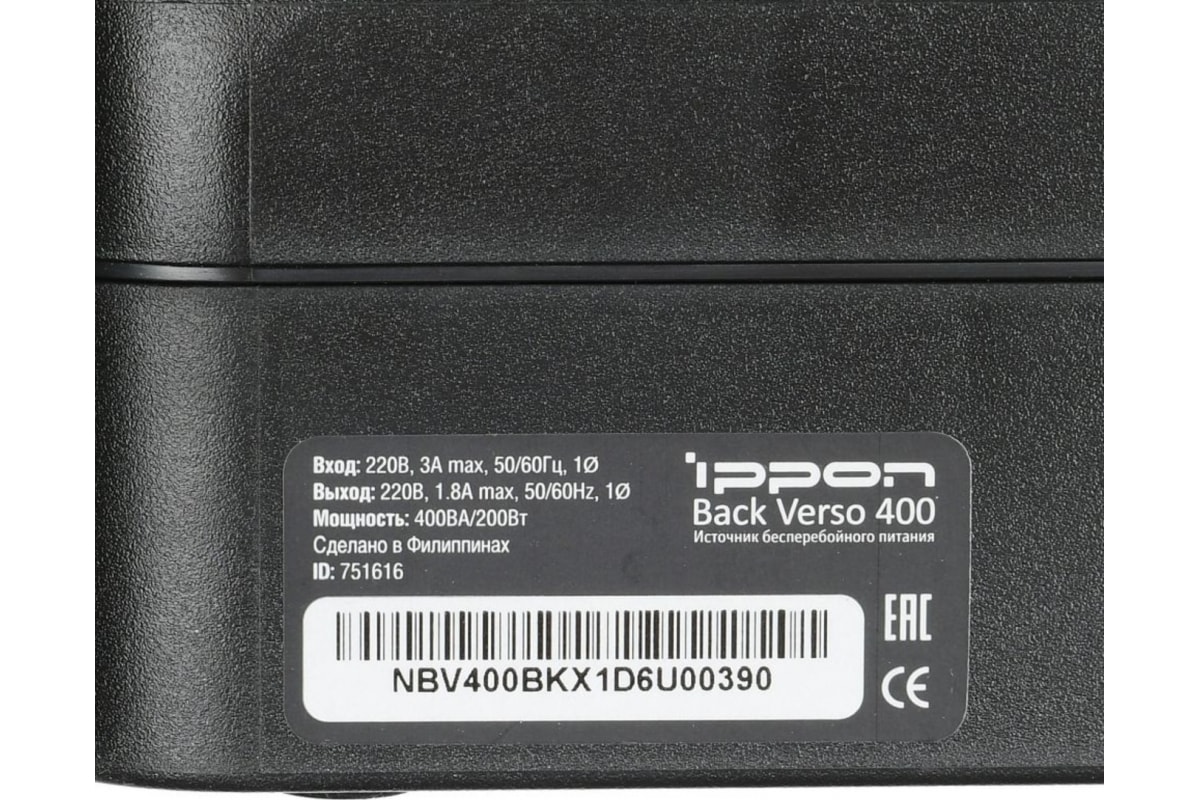 Вход: 220В, 3А max, 50/60Гц, 1Ø
Выход: 220В, 1.8А max, 50/60Hz, 1Ø
Мощность: 400ВА/200Вт
Сделано в Филиппинах
ID: 751616
ippon
Back Verso 400
Источник бесперебойного питания
NBV400BKX1D6U00390
EAC
CE